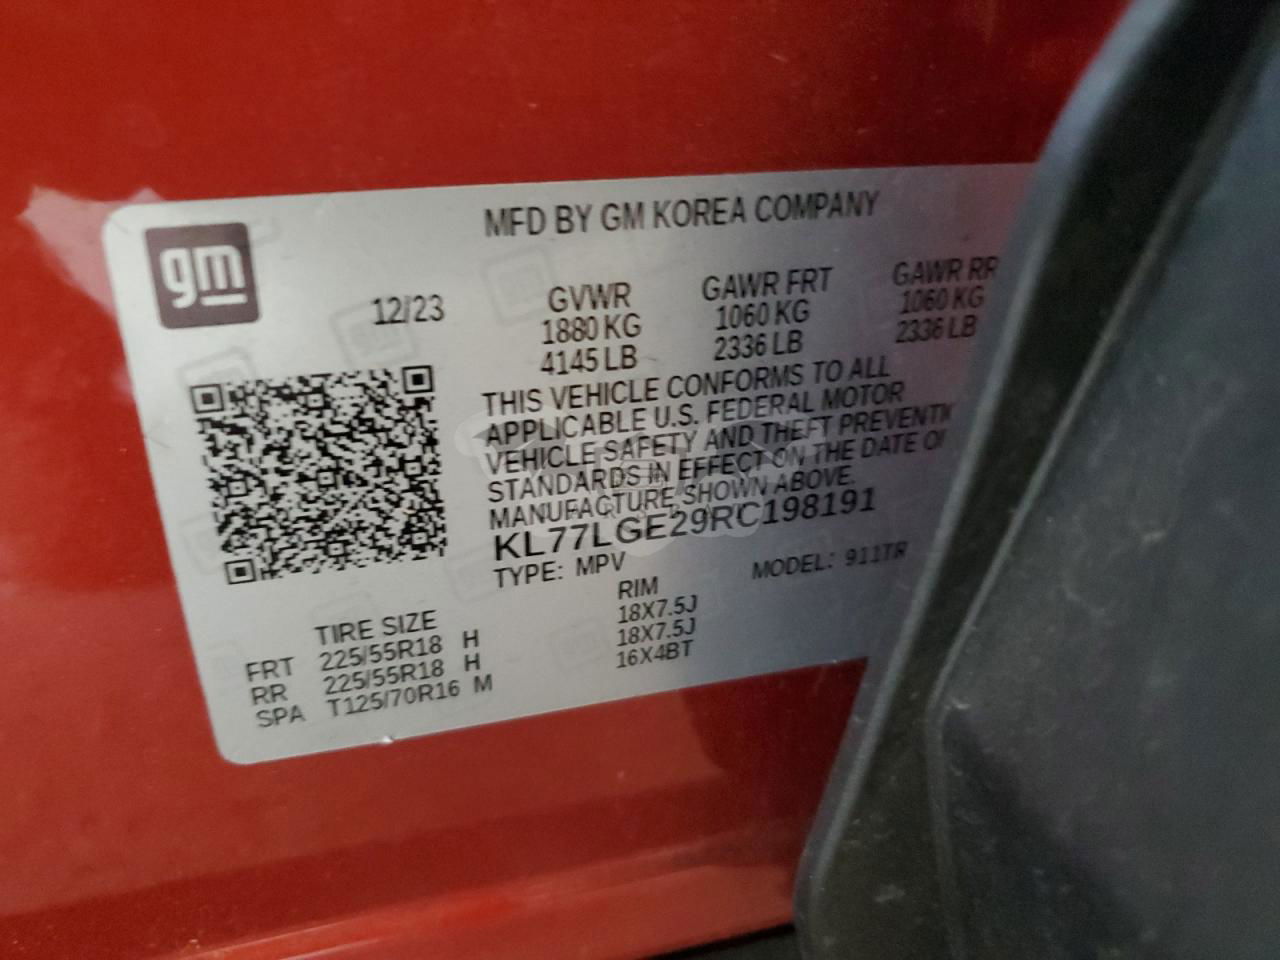 gm
MFD BY GM KOREA COMPANY
12/23
GVWR GAWR FRT GAWR RR
1880 KG 1060 KG 1060 KG
4145 LB 2336 LB 2336 LB
THIS VEHICLE CONFORMS TO ALL
APPLICABLE U.S. FEDERAL MOTOR
VEHICLE SAFETY AND THEFT PREVENTI
STANDARDS IN EFFECT ON THE DATE O
MANUFACTURE SHOWN ABOVE.
KL77LGE29RC198191
TYPE: MPV MODEL: 911TR
TIRE SIZE RIM
FRT 225/55R18 H 18X7.5J
RR 225/55R18 H 18X7.5J
SPA T125/70R16 M 16X4BT